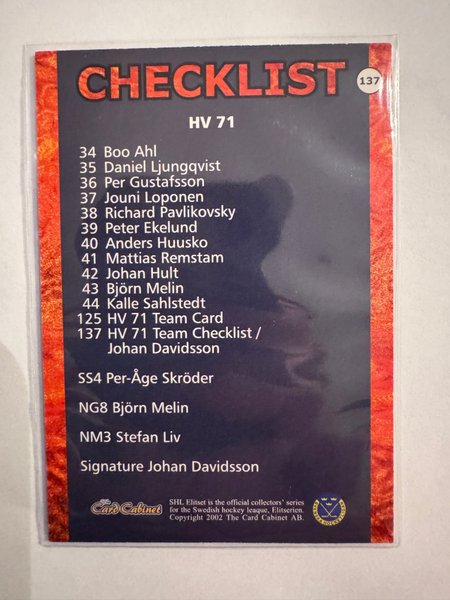 CHECKLIST
137
HV 71
34 Boo Ahl
35 Daniel Ljungqvist
36 Per Gustafsson
37 Jouni Loponen
38 Richard Pavlikovsky
39 Peter Ekelund
40 Anders Huusko
41 Mattias Remstam
42 Johan Hult
43 Björn Melin
44 Kalle Sahlstedt
125 HV 71 Team Card
137 HV 71 Team Checklist /
Johan Davidsson
SS4 Per-Åge Skröder
NG8 Björn Melin
NM3 Stefan Liv
Signature Johan Davidsson
The
Card Cabinet
SHL Elitset is the official collectors' series
for the Swedish hockey league, Elitserien.
Copyright 2002 The Card Cabinet AB.